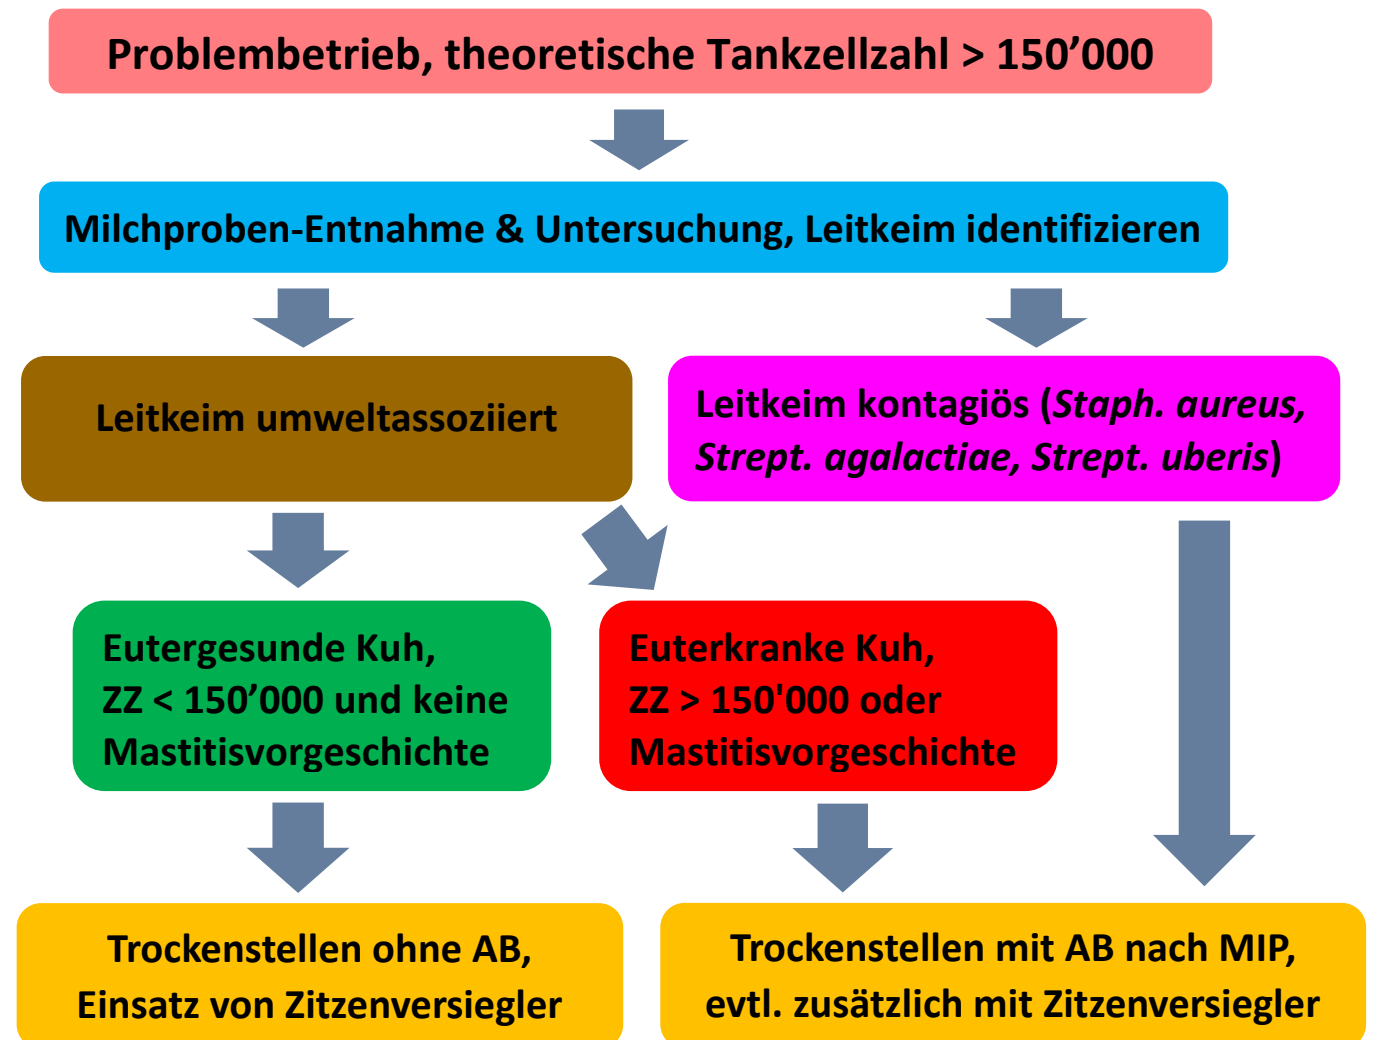 Problembetrieb, theoretische Tankzellzahl > 150’000
Milchproben-Entnahme & Untersuchung, Leitkeim identifizieren
Leitkeim umweltassoziiert
Leitkeim kontagiös (Staph. aureus,
Strept. agalactiae, Strept. uberis)
Eutergesunde Kuh,
ZZ < 150’000 und keine
Mastitisvorgeschichte
Euterkranke Kuh,
ZZ > 150'000 oder
Mastitisvorgeschichte
Trockenstellen ohne AB,
Einsatz von Zitzenversiegler
Trockenstellen mit AB nach MIP,
evtl. zusätzlich mit Zitzenversiegler